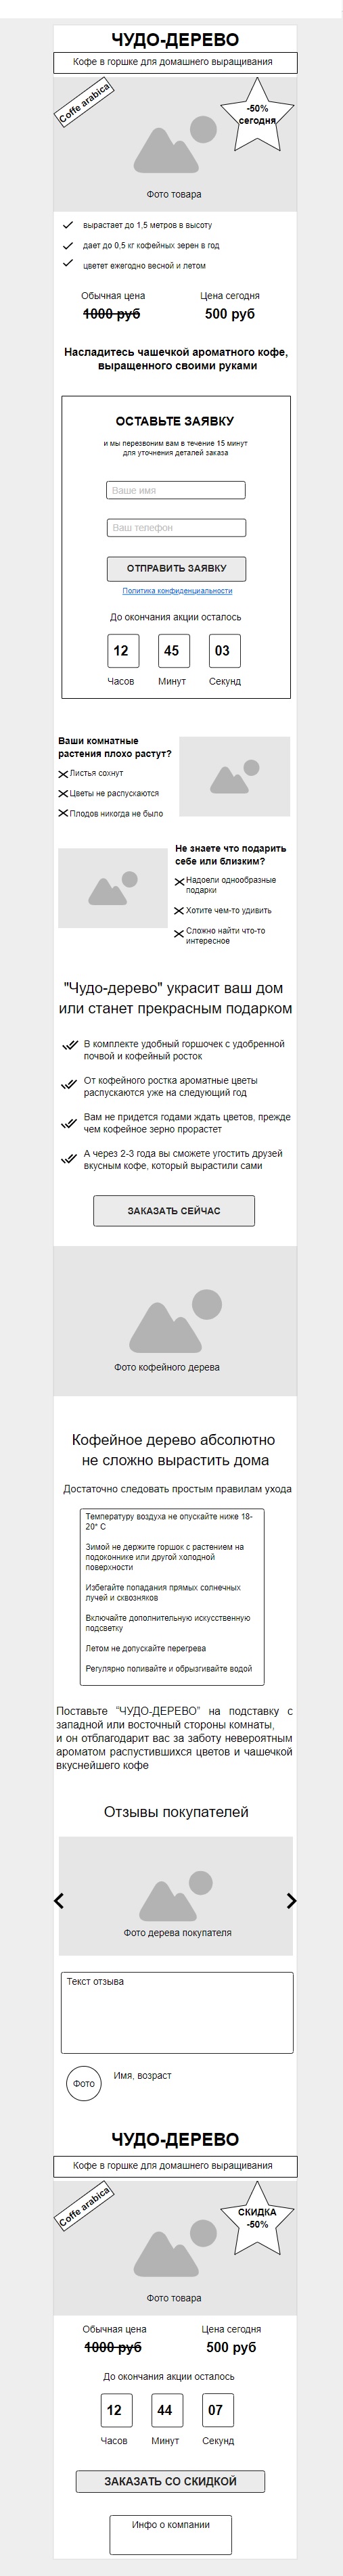 ЧУДО-ДЕРЕВО
Кофе в горшке для домашнего выращивания
Coffe arabica
-50%
сегодня
Фото товара
вырастает до 1,5 метров в высоту
дает до 0,5 кг кофейных зерен в год
цветет ежегодно весной и летом
Обычная цена
Цена сегодня
1000 руб
500 руб
Насладитесь чашечкой ароматного кофе,
выращенного своими руками
ОСТАВЬТЕ ЗАЯВКУ
и мы перезвоним вам в течение 15 минут
для уточнения деталей заказа
Ваше имя
Ваш телефон
ОТПРАВИТЬ ЗАЯВКУ
Политика конфиденциальности
До окончания акции осталось
12 45 03
Часов Минут Секунд
Ваши комнатные
растения плохо растут?
Листья сохнут
Цветы не распускаются
Плодов никогда не было
Не знаете что подарить
себе или близким?
Надоели однообразные
подарки
Хотите чем-то удивить
Сложно найти что-то
интересное
"Чудо-дерево" украсит ваш дом
или станет прекрасным подарком
В комплекте удобный горшочек с удобренной
почвой и кофейный росток
От кофейного ростка ароматные цветы
распускаются уже на следующий год
Вам не придется годами ждать цветов, прежде
чем кофейное зерно прорастет
А через 2-3 года вы сможете угостить друзей
вкусным кофе, который вырастили сами
ЗАКАЗАТЬ СЕЙЧАС
Фото кофейного дерева
Кофейное дерево абсолютно
не сложно вырастить дома
Достаточно следовать простым правилам ухода
Температуру воздуха не опускайте ниже 18-
20° С
Зимой не держите горшок с растением на
подоконнике или другой холодной
поверхности
Избегайте попадания прямых солнечных
лучей и сквозняков
Включайте дополнительную искусственную
подсветку
Летом не допускайте перегрева
Регулярно поливайте и обрызгивайте водой
Поставьте “ЧУДО-ДЕРЕВО” на подставку с
западной или восточный стороны комнаты,
и он отблагодарит вас за заботу невероятным
ароматом распустившихся цветов и чашечкой
вкуснейшего кофе
Отзывы покупателей
Фото дерева покупателя
Текст отзыва
Фото
Имя, возраст
ЧУДО-ДЕРЕВО
Кофе в горшке для домашнего выращивания
Coffe arabica
СКИДКА
-50%
Фото товара
Обычная цена
Цена сегодня
1000 руб
500 руб
До окончания акции осталось
12 44 07
Часов Минут Секунд
ЗАКАЗАТЬ СО СКИДКОЙ
Инфо о компании